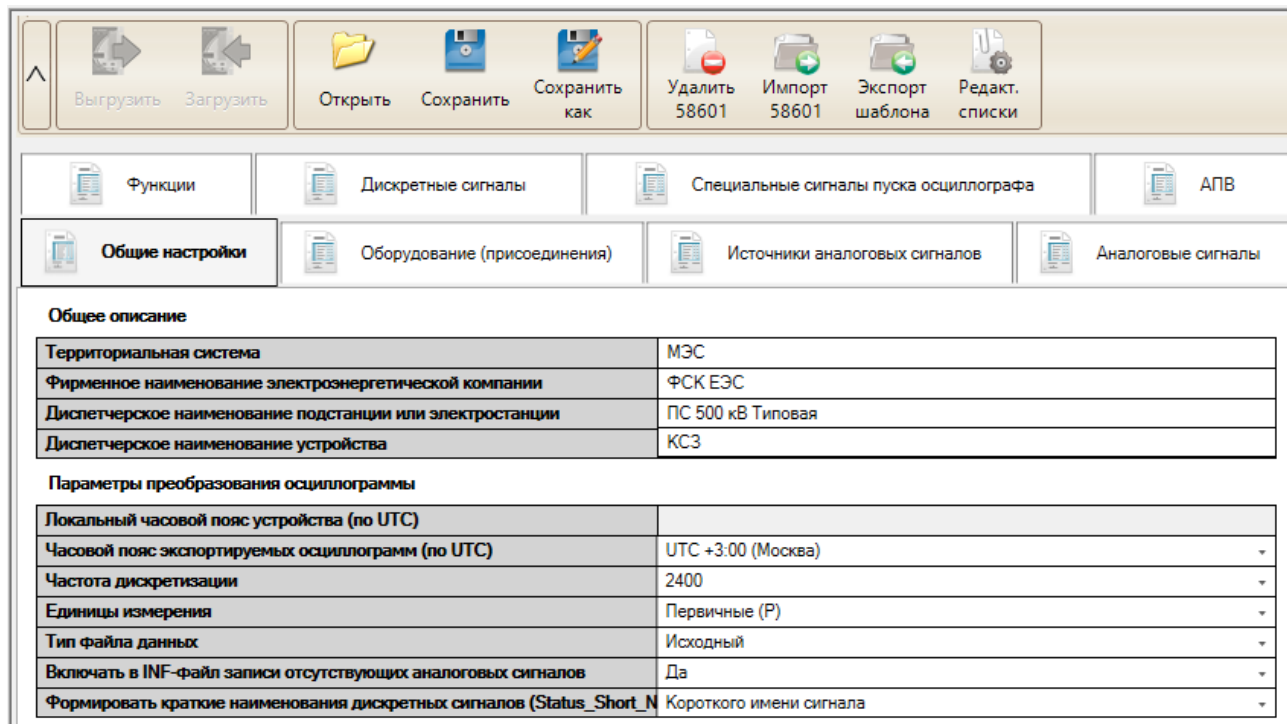 Выгрузить Загрузить Открыть Сохранить Сохранить как Удалить 58601 Импорт 58601 Экспорт шаблона Редакт. списки
Функции Дискретные сигналы Специальные сигналы пуска осциллографа АПВ
Общие настройки Оборудование (присоединения) Источники аналоговых сигналов Аналоговые сигналы
Общее описание
Территориальная система МЭС
Фирменное наименование электроэнергетической компании ФСК ЕЭС
Диспетчерское наименование подстанции или электростанции ПС 500 кВ Типовая
Диспетчерское наименование устройства КСЗ
Параметры преобразования осциллограммы
Локальный часовой пояс устройства (по UTC)
Часовой пояс экспортируемых осциллограмм (по UTC) UTC +3:00 (Москва)
Частота дискретизации 2400
Единицы измерения Первичные (P)
Тип файла данных Исходный
Включать в INF-файл записи отсутствующих аналоговых сигналов Да
Формировать краткие наименования дискретных сигналов (Status_Short_N Короткого имени сигнала